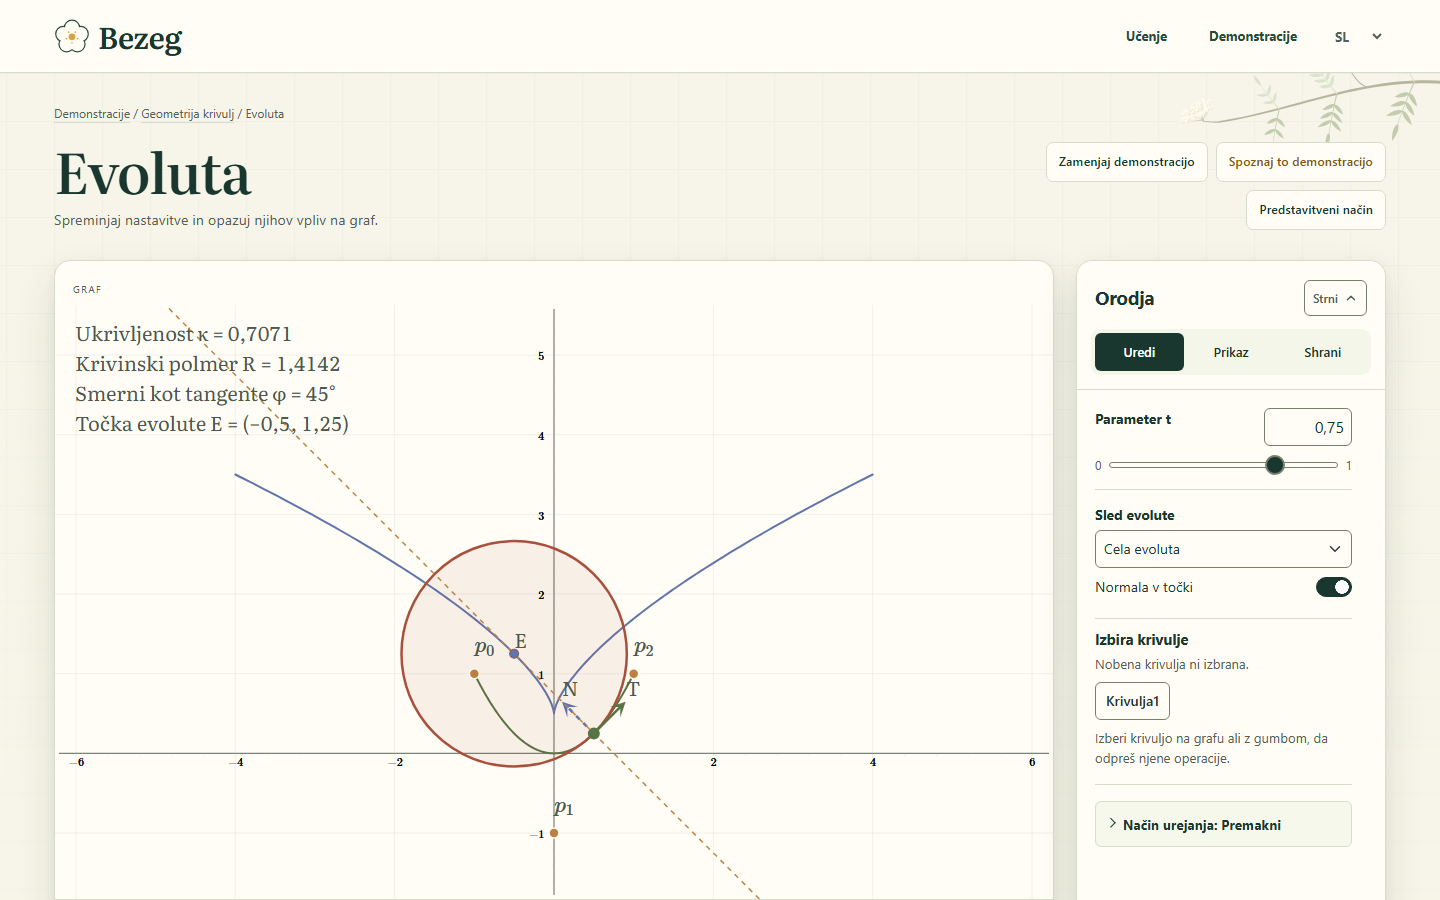 Bezeg
Učenje
Demonstracije
SL
Demonstracije / Geometrija krivulj / Evoluta
Evoluta
Spreminjaj nastavitve in opazuj njihov vpliv na graf.
Zamenjaj demonstracijo
Spoznaj to demonstracijo
Predstavitveni način
GRAF
Ukrivljenost κ = 0,7071
Krivinski polmer R = 1,4142
Smerni kot tangente φ = 45°
Točka evolute E = (−0,5, 1,25)
5
4
3
2
1
−1
−6
−4
−2
2
4
6
p0
E
p2
N
T
p1
Orodja
Strni
Uredi
Prikaz
Shrani
Parameter t
0,75
0
1
Sled evolute
Cela evoluta
Normala v točki
Izbira krivulje
Nobena krivulja ni izbrana.
Krivulja1
Izberi krivuljo na grafu ali z gumbom, da
odpreš njene operacije.
Način urejanja: Premakni